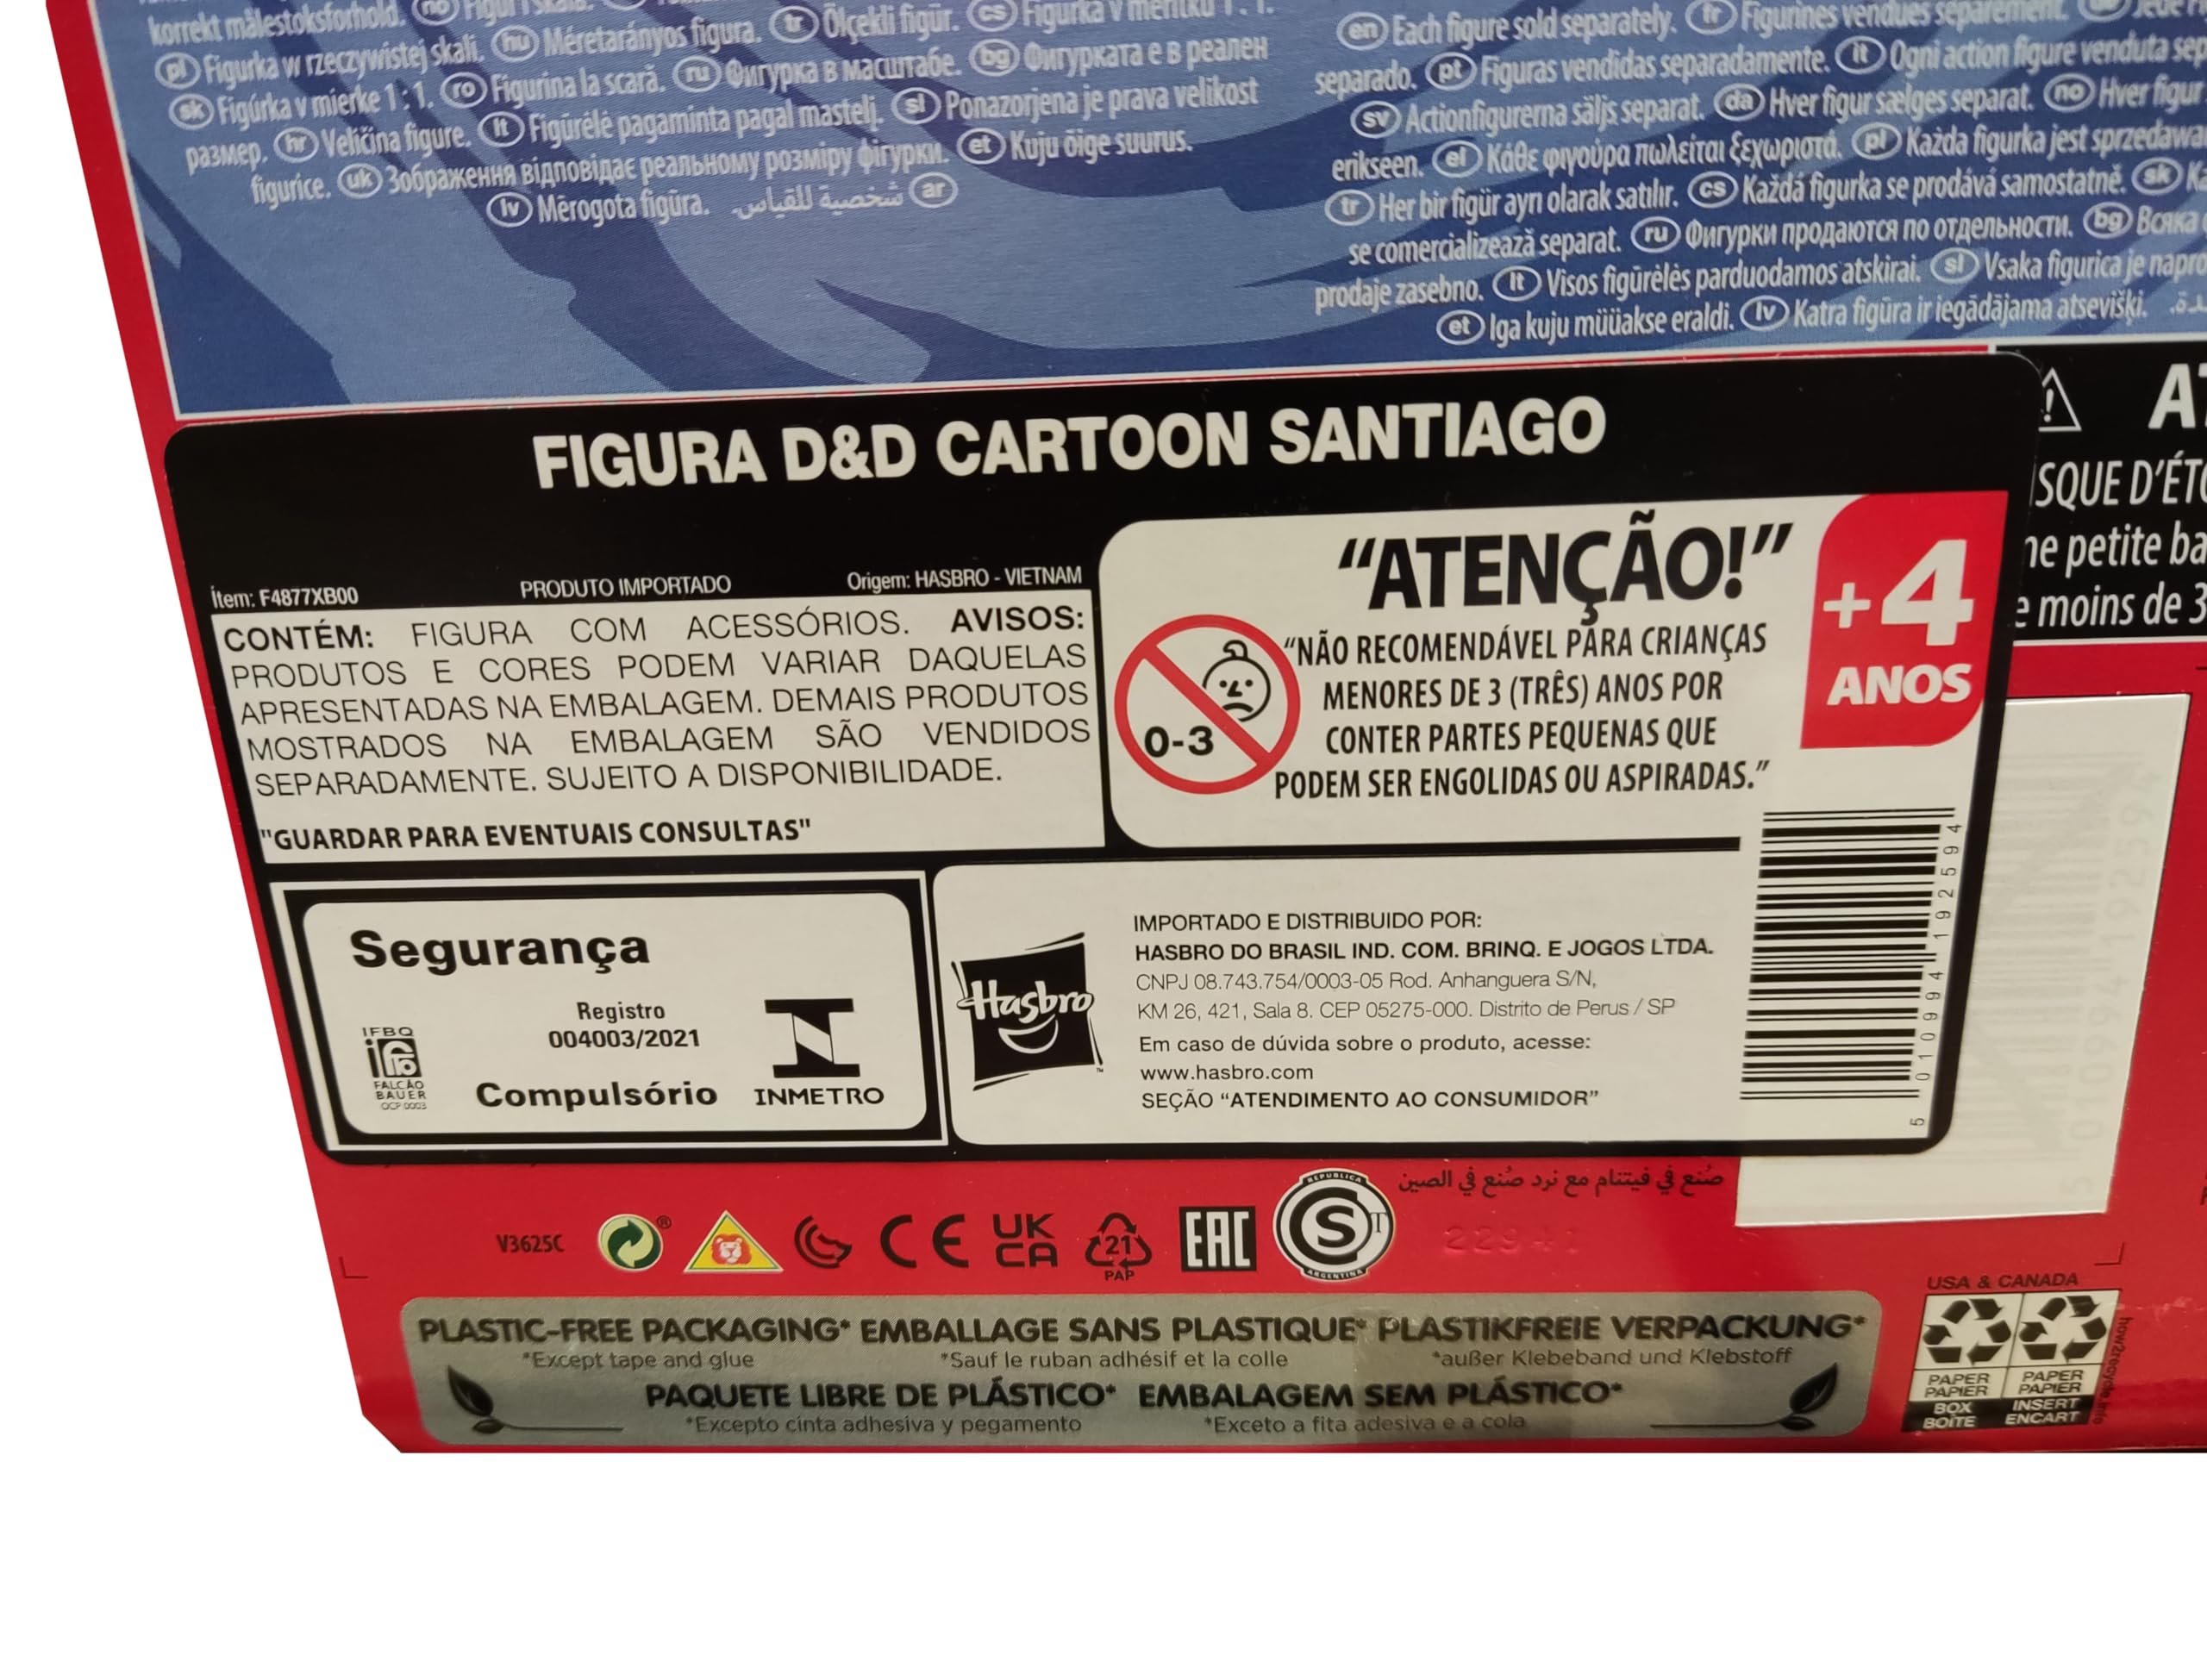 korrekt målestoksforhold. no
pl Figurka w rzeczywistej skali. hu Méretarányos figura. tr Ölçekli figür. cs Figurka v měřítku 1 : 1.
sk Figúrka v mierke 1 : 1. ro Figurina la scară. ru Фигурка в масштабе. bg Фигурката е в реален
размер. hr Veličina figure. lt Figūrėlė pagaminta pagal mastelį. sl Ponazorjena je prava velikost
figurice. uk Зображення відповідає реальному розміру фігурки. et Kuju õige suurus.
lv Mērogota figūra. شخصية للقياس. ar
en Each figure sold separately. fr Figurines vendues séparément.
separado. pt Figuras vendidas separadamente. it Ogni action figure venduta
sv Actionfigurerna säljs separat. da Hver figur sælges separat. no Hver figur
erikseen. el Κάθε φιγούρα πωλείται ξεχωριστά. pl Każda figurka jest
tr Her bir figür ayrı olarak satılır. cs Každá figurka se prodává samostatně. sk
se comercializează separat. ru Фигурки продаются по отдельности. bg Всяка
prodaje zasebno. lt Visos figūrėlės parduodamos atskirai. sl Vsaka figurica je
et Iga kuju müüakse eraldi. lv Katra figūra ir iegādājama atsevišķi.
FIGURA D&D CARTOON SANTIAGO
Ítem: F4877XB00 PRODUTO IMPORTADO Origem: HASBRO - VIETNAM
CONTÉM: FIGURA COM ACESSÓRIOS. AVISOS:
PRODUTOS E CORES PODEM VARIAR DAQUELAS
APRESENTADAS NA EMBALAGEM. DEMAIS PRODUTOS
MOSTRADOS NA EMBALAGEM SÃO VENDIDOS
SEPARADAMENTE. SUJEITO A DISPONIBILIDADE.
"GUARDAR PARA EVENTUAIS CONSULTAS"
“ATENÇÃO!”
0-3
“NÃO RECOMENDÁVEL PARA CRIANÇAS
MENORES DE 3 (TRÊS) ANOS POR
CONTER PARTES PEQUENAS QUE
PODEM SER ENGOLIDAS OU ASPIRADAS.”
+4
ANOS
SQUE D'ÉT
petite
moins de 3
Segurança
IFBQ
FALCÃO
BAUER
OCP 0003
Registro
004003/2021
Compulsório
INMETRO
Hasbro
IMPORTADO E DISTRIBUIDO POR:
HASBRO DO BRASIL IND. COM. BRINQ. E JOGOS LTDA.
CNPJ 08.743.754/0003-05 Rod. Anhanguera S/N,
KM 26, 421, Sala 8. CEP 05275-000. Distrito de Perus / SP
Em caso de dúvida sobre o produto, acesse:
www.hasbro.com
SEÇÃO “ATENDIMENTO AO CONSUMIDOR”
5 010994 192594
صُنع في فيتنام مع نرد صُنع في الصين
V3625C
CE
UK
CA
21
PAP
EAC
REPUBLICA
S
ARGENTINA
PLASTIC-FREE PACKAGING* EMBALLAGE SANS PLASTIQUE* PLASTIKFREIE VERPACKUNG*
*Except tape and glue *Sauf le ruban adhésif et la colle *außer Klebeband und Klebstoff
PAQUETE LIBRE DE PLÁSTICO* EMBALAGEM SEM PLÁSTICO*
*Excepto cinta adhesiva y pegamento *Exceto a fita adesiva e a cola
USA & CANADA
PAPER PAPER
PAPIER PAPIER
BOX INSERT
BOÎTE ENCART
how2recycle.info